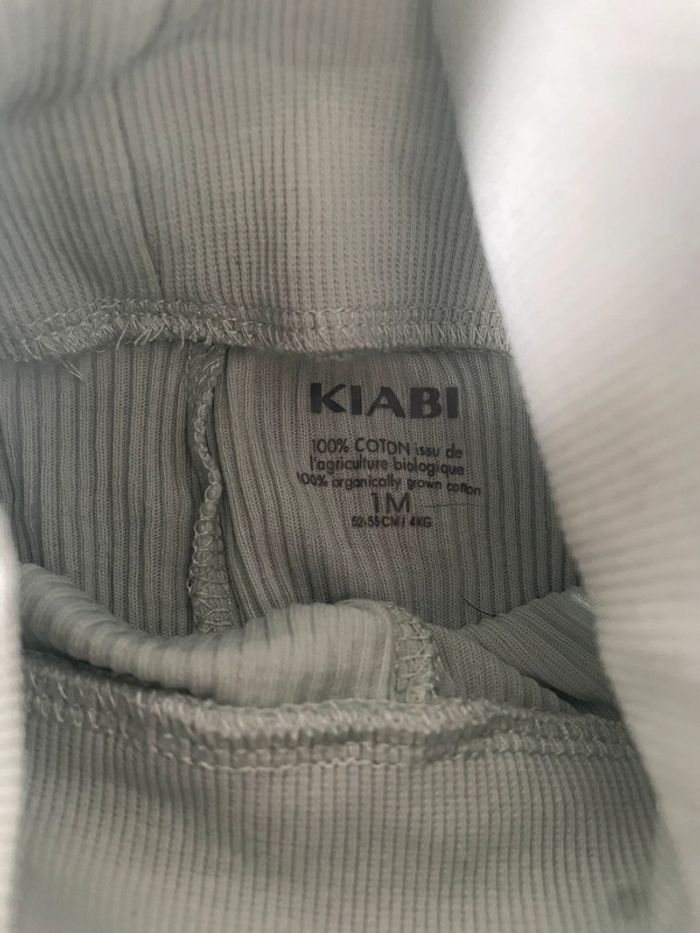 KIABI
100% COTON issu de
l'agriculture biologique
100% organically grown cotton
1M
52-55CM / 4KG